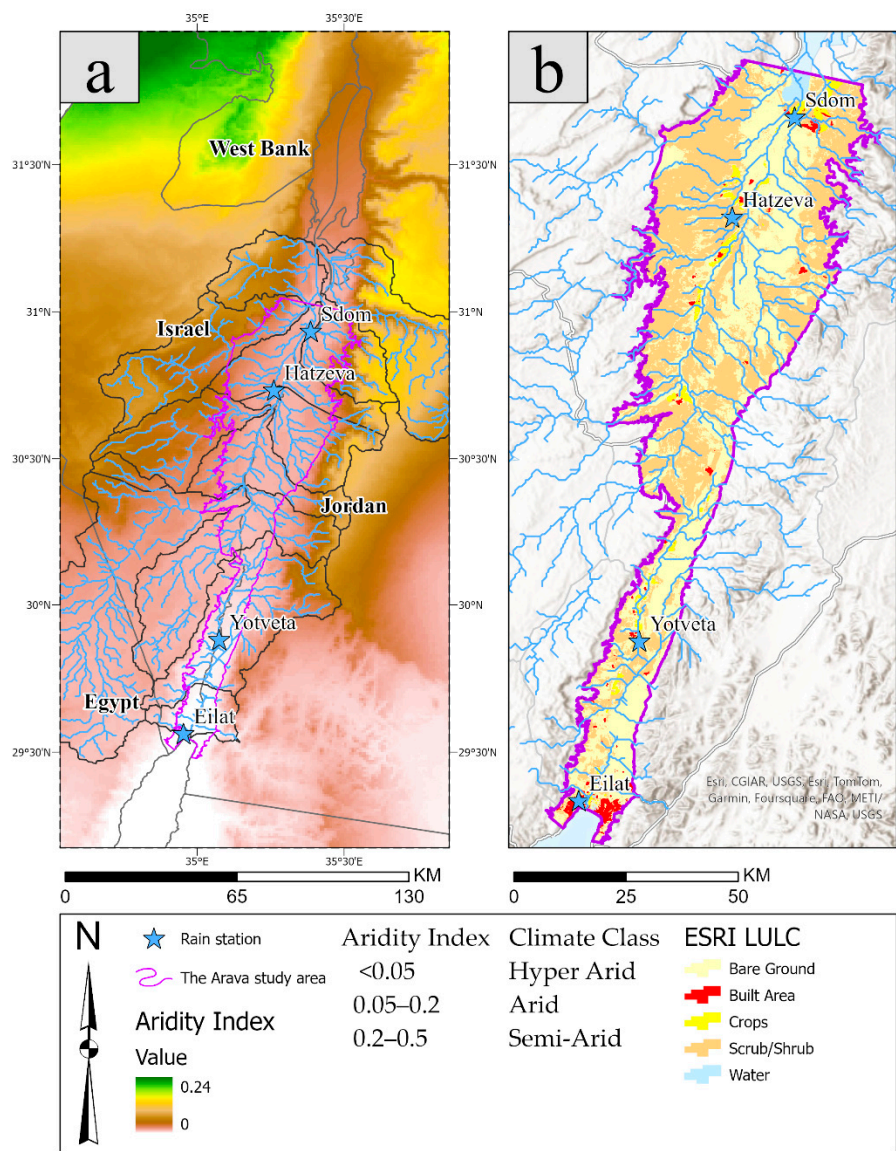 35°E
35°30'E
35°E
35°30'E
31°30'N
31°N
30°30'N
30°N
29°30'N
a
West Bank
Israel
Sdom
Hatzeva
Jordan
Yotveta
Egypt
Eilat
31°30'N
31°N
30°30'N
30°N
29°30'N
b
Sdom
Hatzeva
Yotveta
Eilat
Esri, CGIAR, USGS, Esri, TomTom,
Garmin, Foursquare, FAO, METI/
NASA, USGS
KM
0
65
130
KM
0
25
50
N
Rain station
The Arava study area
Aridity Index
Value
0.24
0
Aridity Index Climate Class
<0.05 Hyper Arid
0.05–0.2 Arid
0.2–0.5 Semi-Arid
ESRI LULC
Bare Ground
Built Area
Crops
Scrub/Shrub
Water